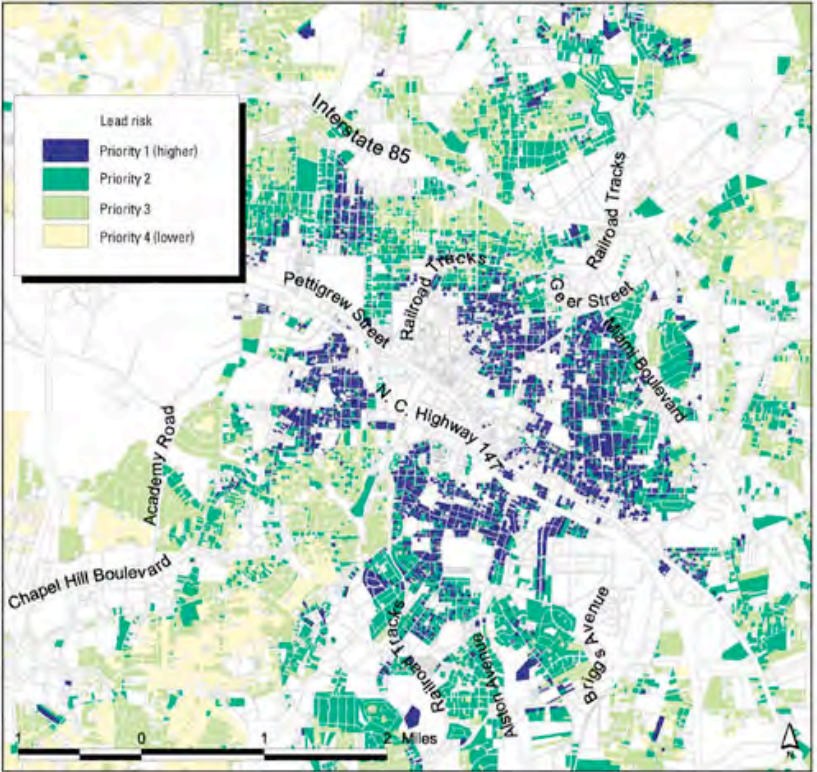 Lead risk
Priority 1 (higher)
Priority 2
Priority 3
Priority 4 (lower)
Interstate 85
Railroad Tracks
Railroad Tracks
Geer Street
Pettigrew Street
Miami Boulevard
N. C. Highway 147
Academy Road
Chapel Hill Boulevard
Railroad Tracks
Alston Avenue
Briggs Avenue
1 0 1 2 Miles
N